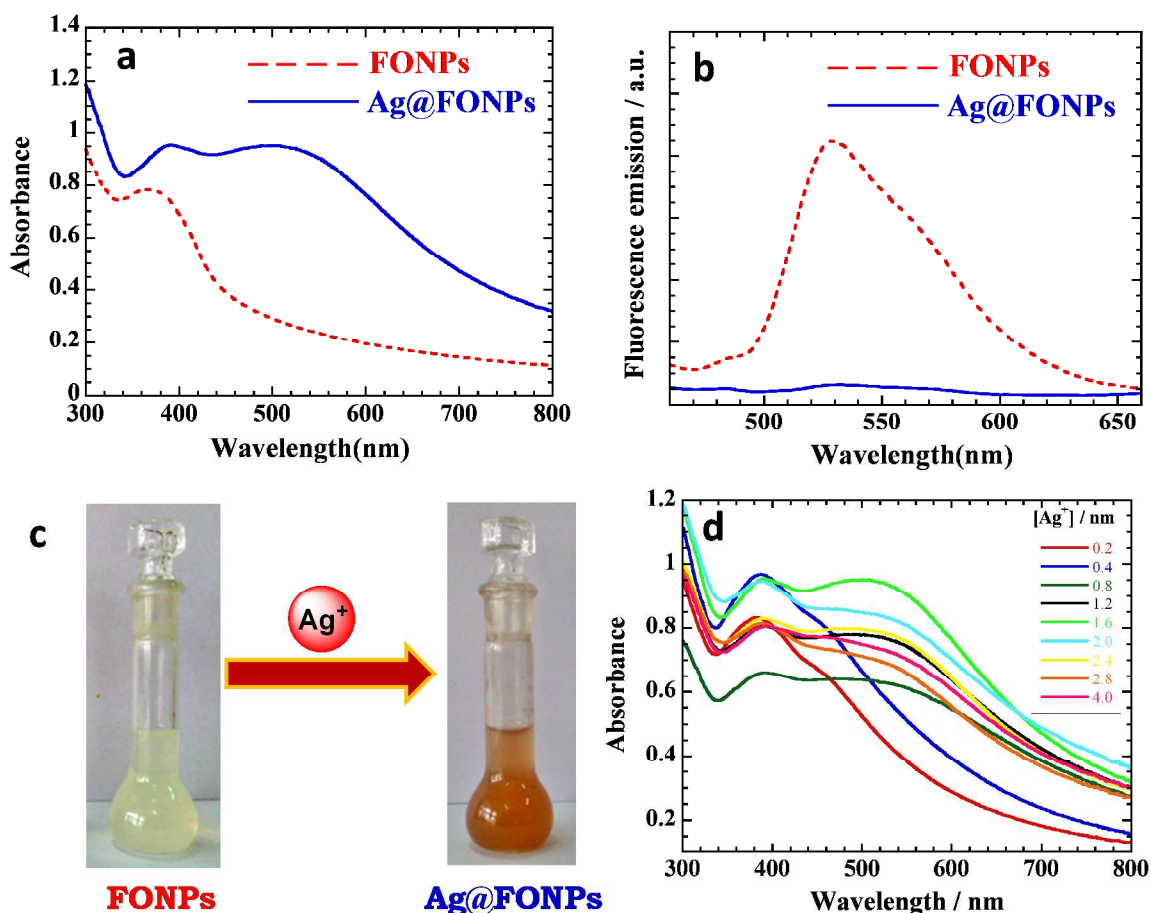 a
FONPs
Ag@FONPs
1.4
1.2
1
0.8
0.6
0.4
0.2
0
Absorbance
300 400 500 600 700 800
Wavelength(nm)
b
FONPs
Ag@FONPs
Fluorescence emission / a.u.
500 550 600
Wavelength(nm)
c
Ag+
FONPs
Ag@FONPs
d
[Ag+] / nm
0.2
0.4
0.8
1.2
1.6
2.0
2.4
2.8
4.0
1.2
1
0.8
0.6
0.4
0.2
Absorbance
300 400 500 600 700 800
Wavelength / nm